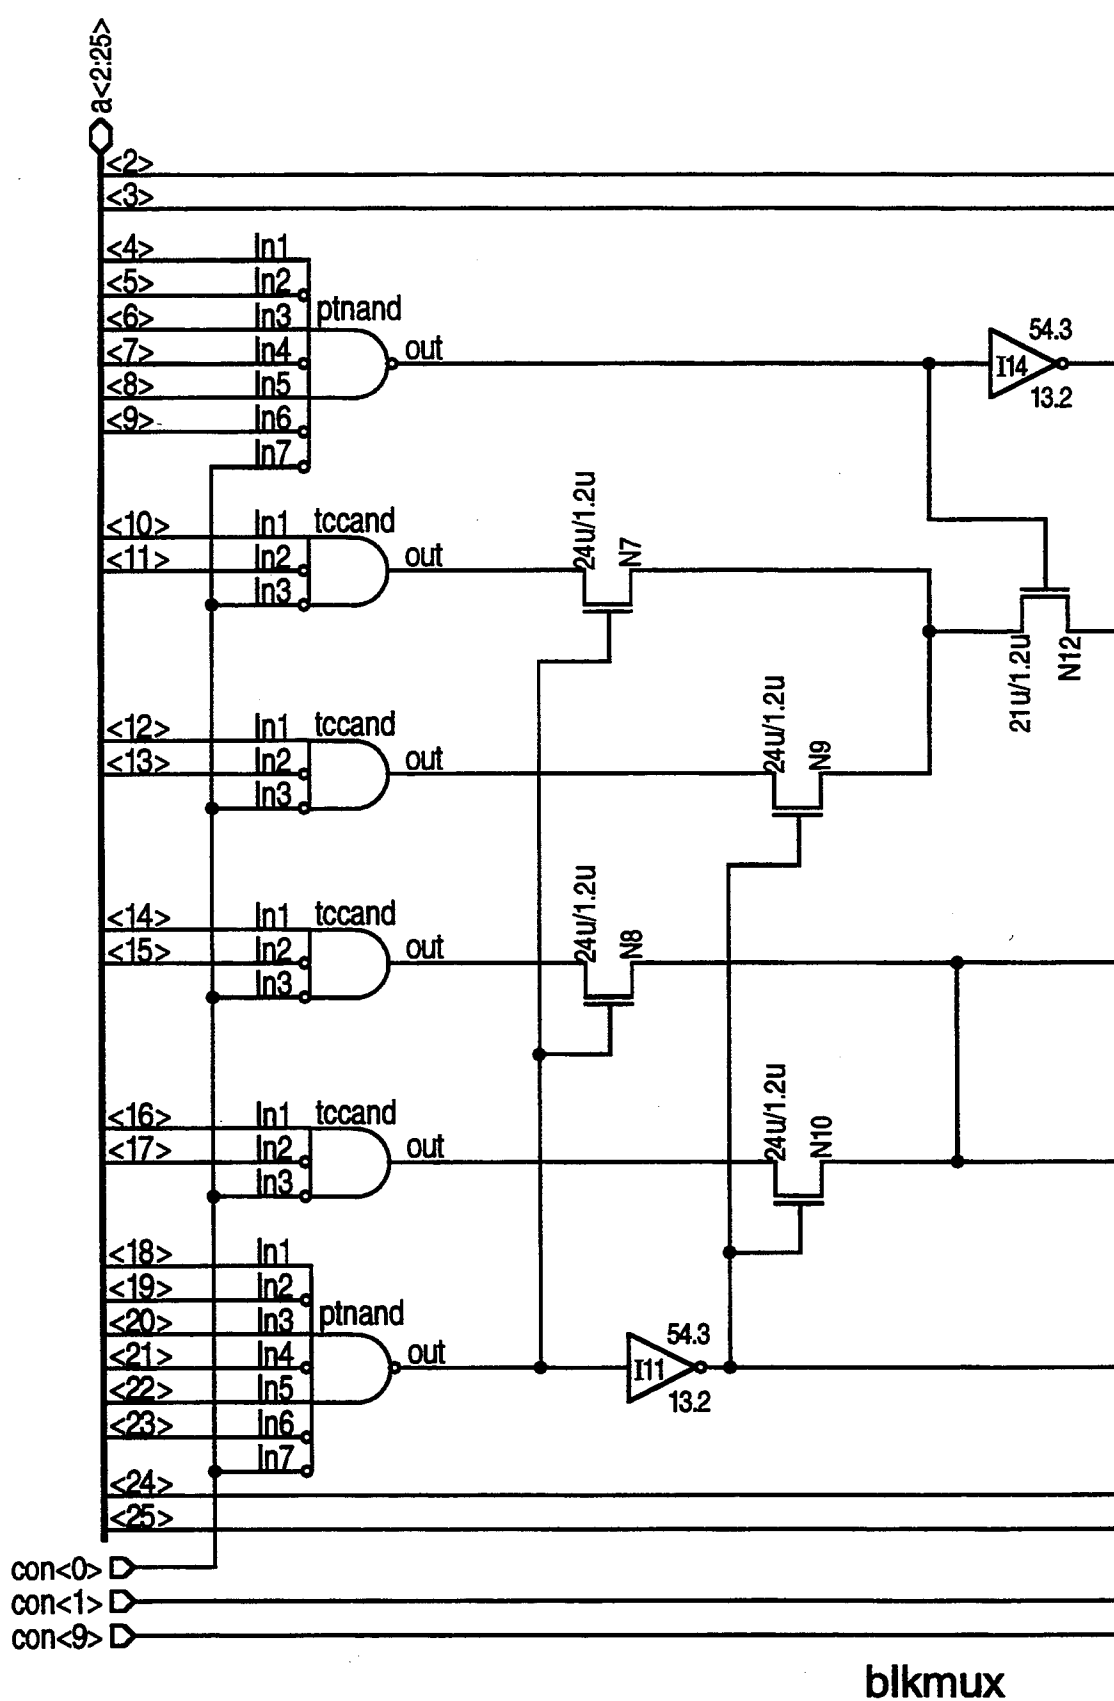 a<2:25>
<2>
<3>
<4> In1
<5> In2
<6> In3 ptnand
<7> In4 out
<8> In5
<9> In6
In7
54.3
I14
13.2
<10> In1 tccand
<11> In2 out
In3
24u/1.2u N7
21u/1.2u N12
<12> In1 tccand
<13> In2 out
In3
24u/1.2u N9
<14> In1 tccand
<15> In2 out
In3
24u/1.2u N8
<16> In1 tccand
<17> In2 out
In3
24u/1.2u N10
<18> In1
<19> In2
<20> In3 ptnand
<21> In4 out
<22> In5
<23> In6
In7
54.3
I11
13.2
<24>
<25>
con<0>
con<1>
con<9>
blkmux